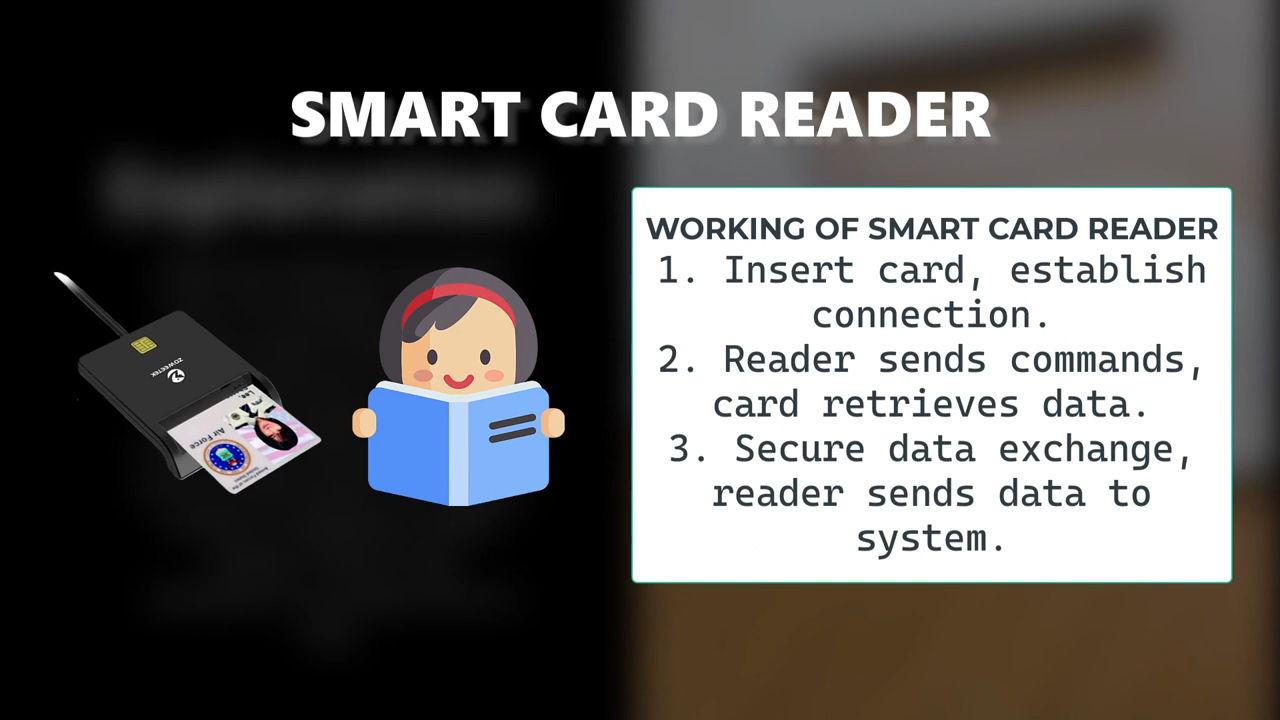 SMART CARD READER
WORKING OF SMART CARD READER
1. Insert card, establish
connection.
2. Reader sends commands,
card retrieves data.
3. Secure data exchange,
reader sends data to
system.
ZOWEETEK
Air Force